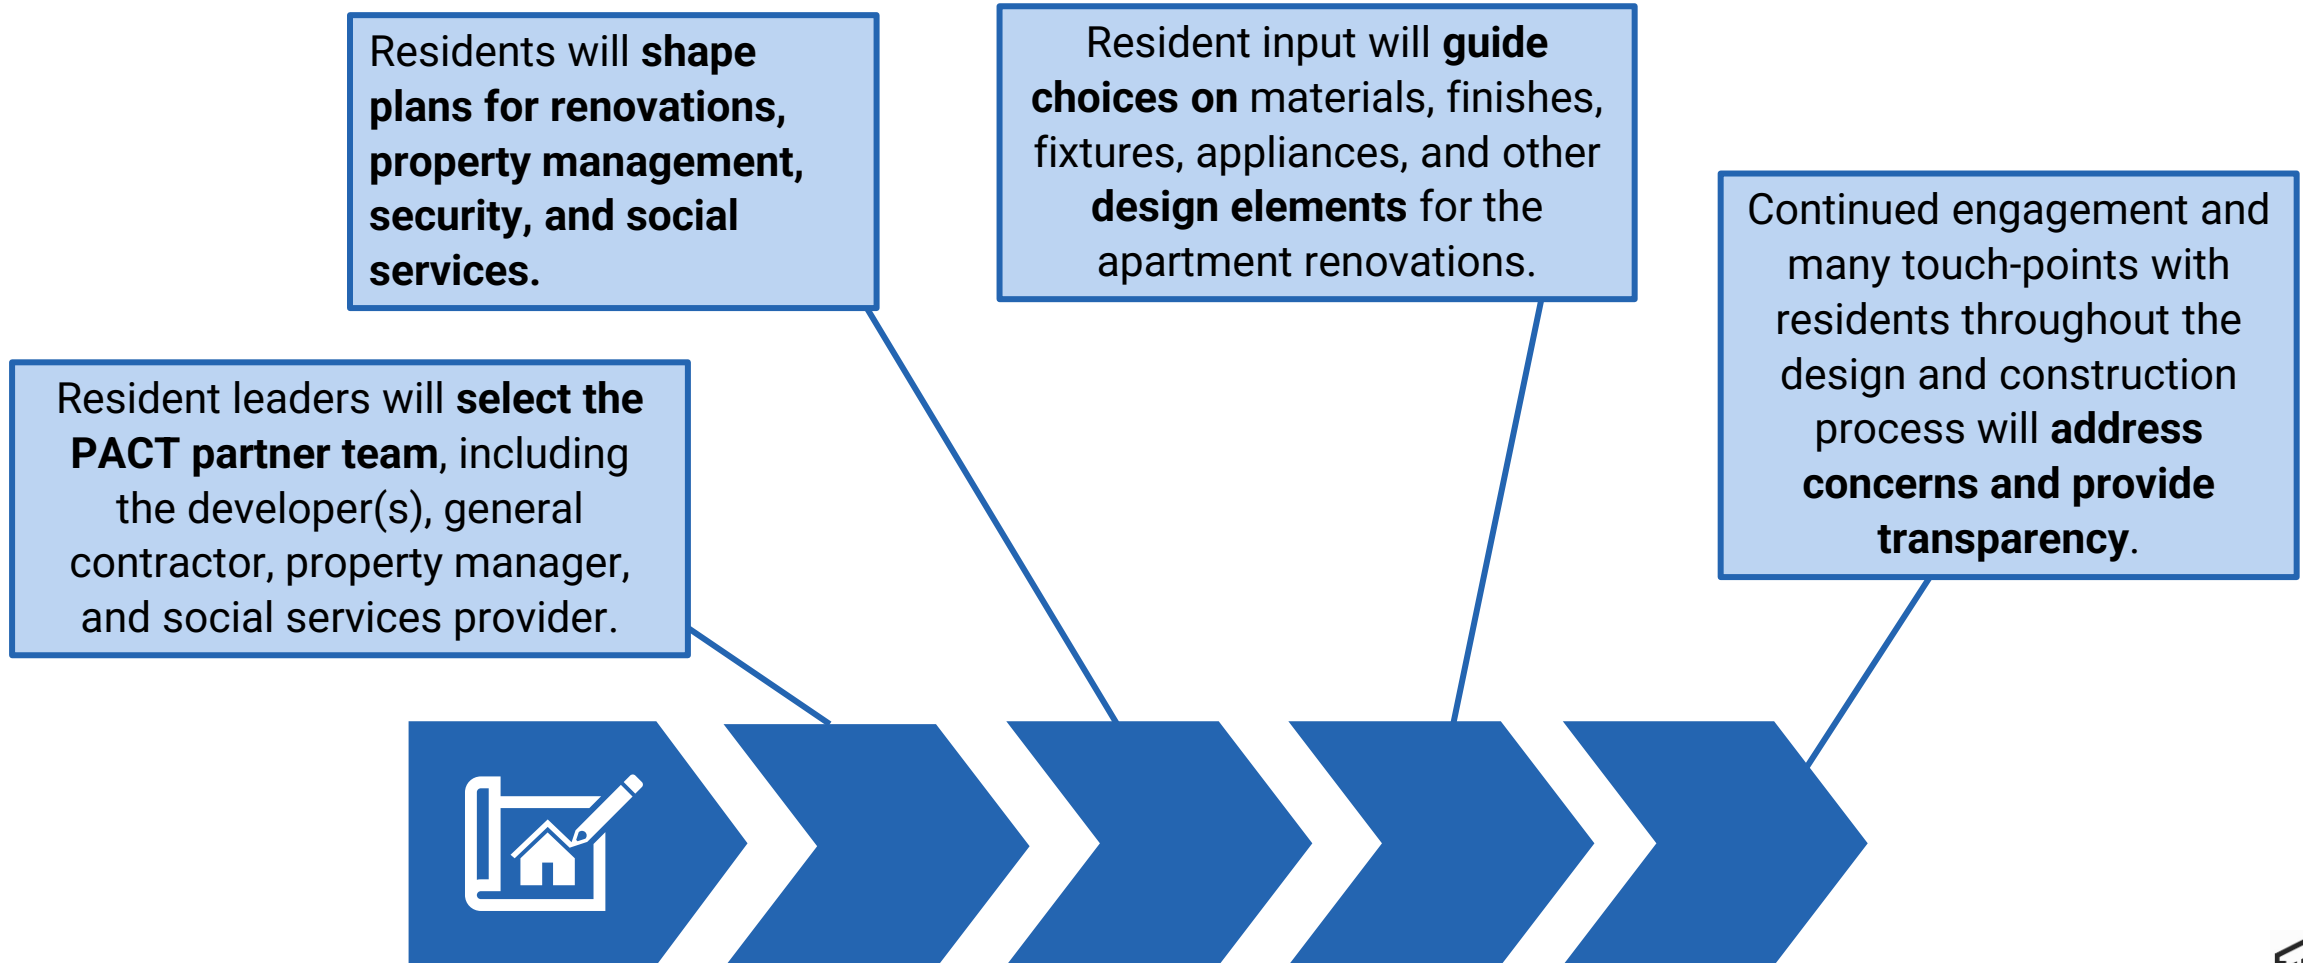 Residents will shape
plans for renovations,
property management,
security, and social
services.
Resident input will guide
choices on materials, finishes,
fixtures, appliances, and other
design elements for the
apartment renovations.
Continued engagement and
many touch-points with
residents throughout the
design and construction
process will address
concerns and provide
transparency.
Resident leaders will select the
PACT partner team, including
the developer(s), general
contractor, property manager,
and social services provider.